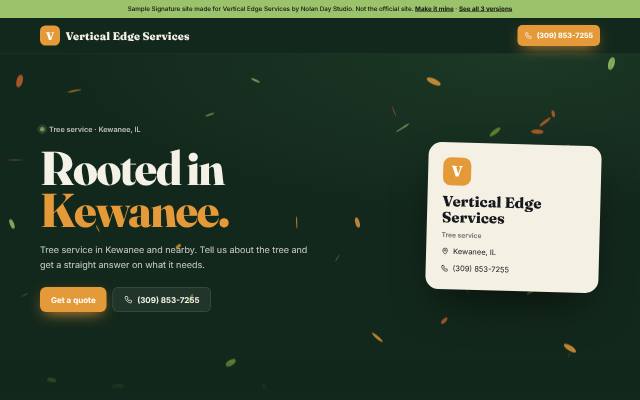 Sample Signature site made for Vertical Edge Services by Nolan Day Studio. Not the official site. Make it mine · See all 3 versions
V Vertical Edge Services
(309) 853-7255
Tree service · Kewanee, IL
Rooted in
Kewanee.
Tree service in Kewanee and nearby. Tell us about the tree and
get a straight answer on what it needs.
Get a quote
(309) 853-7255
V
Vertical Edge
Services
Tree service
Kewanee, IL
(309) 853-7255